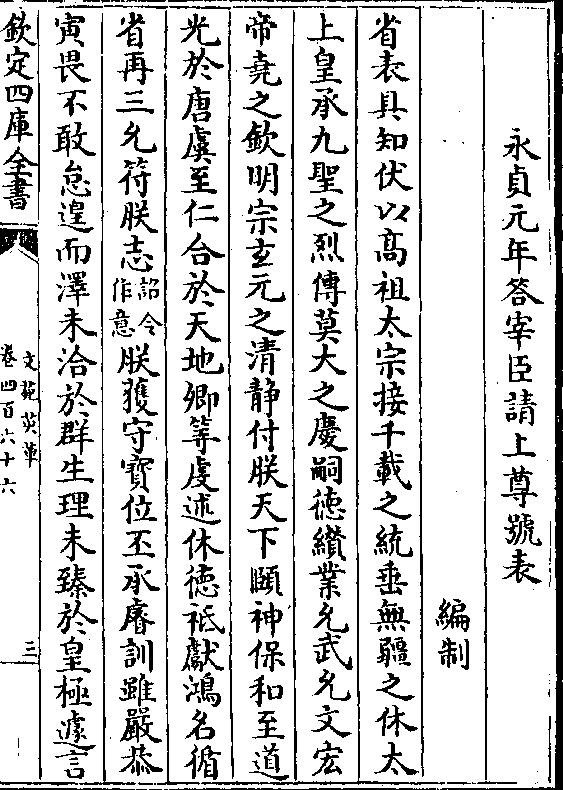 永貞元年答宰臣請上尊號表
編制
省表具知伏以髙祖太宗接千載之統垂無疆之休太
上皇承九聖之烈傳莫大之慶嗣德纘業允武允文宏
帝堯之欽明宗玄元之清靜付朕天下頤神保和至道
光於唐虞至仁合於天地卿等虔述休德祗獻鴻名循
省再三允符朕志詔令作意朕獲守寶位丕承睿訓雖嚴恭
寅畏不敢怠遑而澤未洽於群生理未臻於皇極遽言
欽定四庫全書
文苑英華
卷四百六十六
三